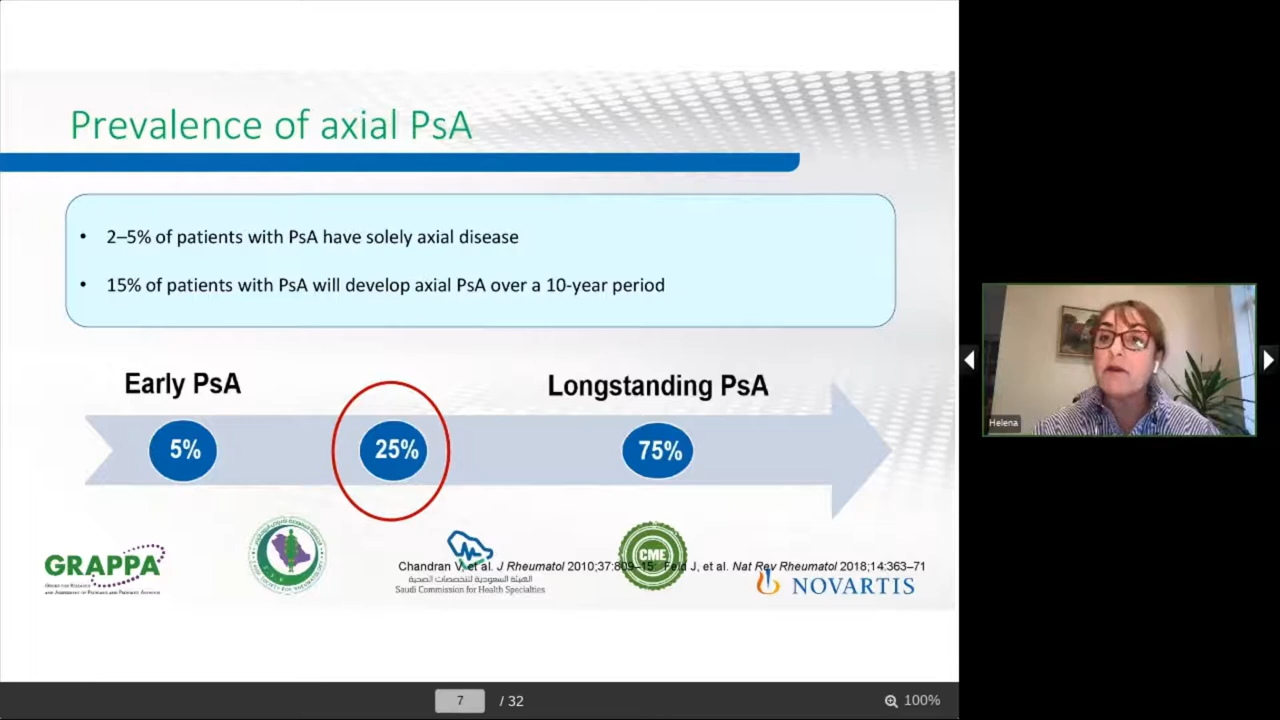 Prevalence of axial PsA
• 2–5% of patients with PsA have solely axial disease
• 15% of patients with PsA will develop axial PsA over a 10-year period
Early PsA
Longstanding PsA
5%
25%
75%
GRAPPA
CME
Chandran V, et al. J Rheumatol 2010;37:809–15; Feld J, et al. Nat Rev Rheumatol 2018;14:363–71
الهيئة السعودية للتخصصات الصحية
Saudi Commission for Health Specialties
NOVARTIS
Helena
7 / 32
100%